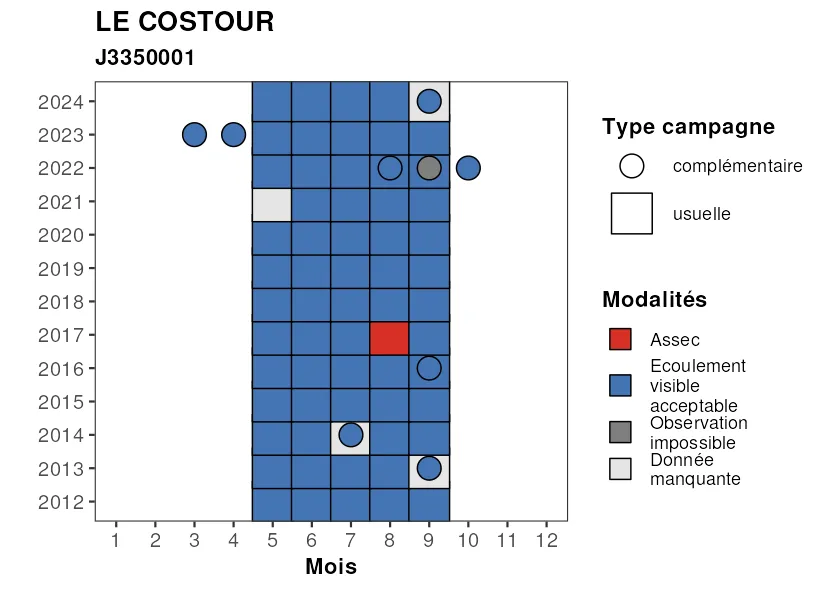 LE COSTOUR
J3350001
2024
2023
2022
2021
2020
2019
2018
2017
2016
2015
2014
2013
2012
1 2 3 4 5 6 7 8 9 10 11 12
Mois
Type campagne
complémentaire
usuelle
Modalités
Assec
Ecoulement
visible
acceptable
Observation
impossible
Donnée
manquante